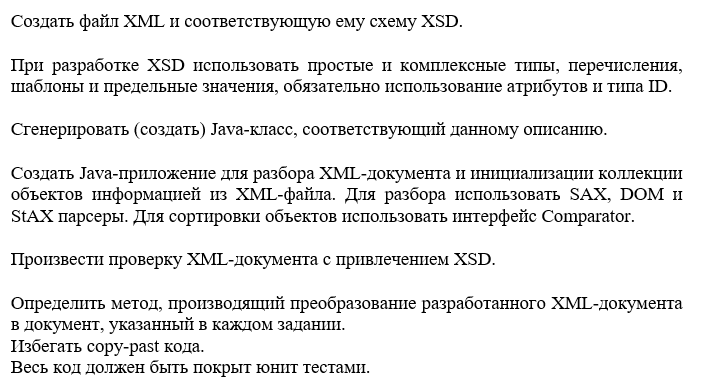 Создать файл XML и соответствующую ему схему XSD.
При разработке XSD использовать простые и комплексные типы, перечисления,
шаблоны и предельные значения, обязательно использование атрибутов и типа ID.
Сгенерировать (создать) Java-класс, соответствующий данному описанию.
Создать Java-приложение для разбора XML-документа и инициализации коллекции
объектов информацией из XML-файла. Для разбора использовать SAX, DOM и
StAX парсеры. Для сортировки объектов использовать интерфейс Comparator.
Произвести проверку XML-документа с привлечением XSD.
Определить метод, производящий преобразование разработанного XML-документа
в документ, указанный в каждом задании.
Избегать copy-past кода.
Весь код должен быть покрыт юнит тестами.